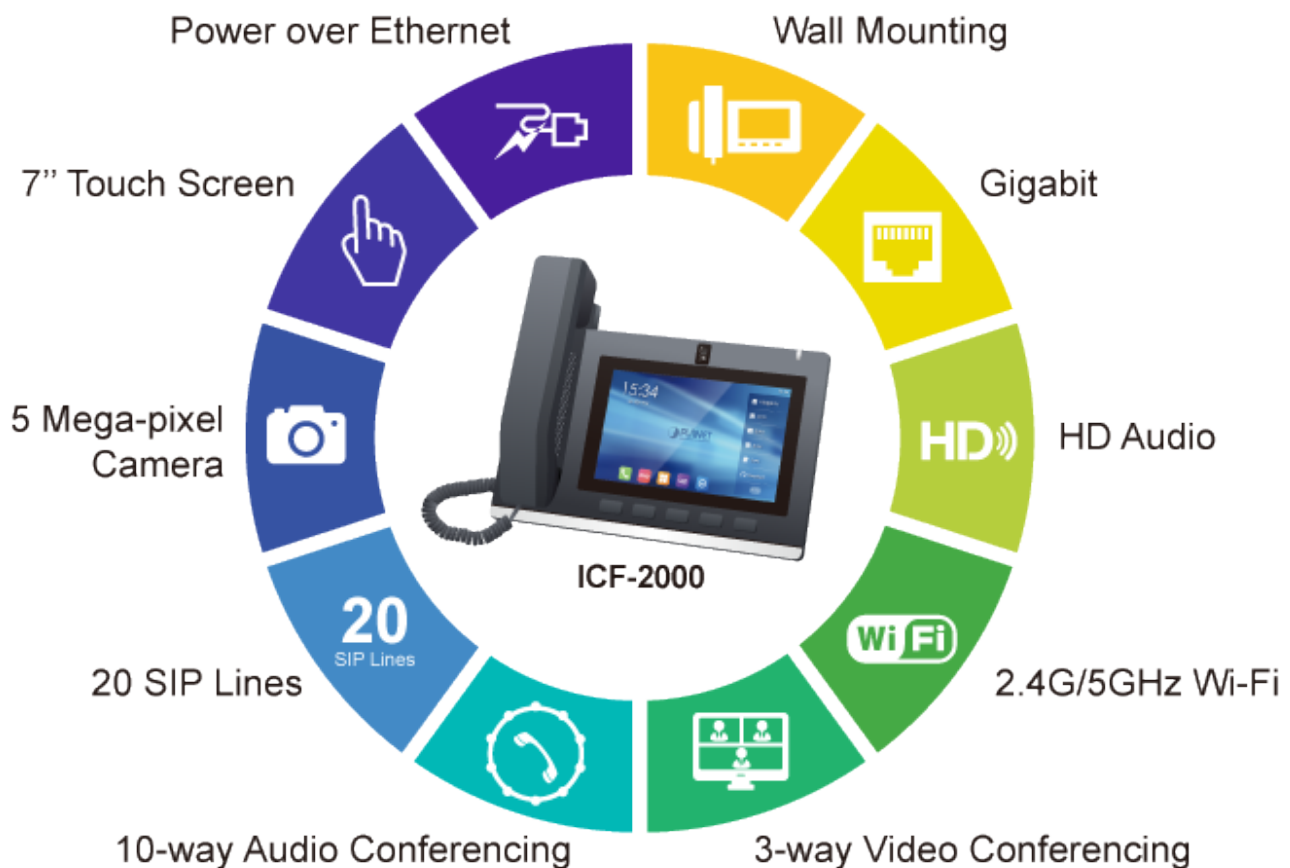 Power over Ethernet
Wall Mounting
7’’ Touch Screen
Gigabit
5 Mega-pixel
Camera
HD
HD Audio
15:34
PLANET
ICF-2000
20
SIP Lines
20 SIP Lines
Wi Fi
2.4G/5GHz Wi-Fi
10-way Audio Conferencing
3-way Video Conferencing